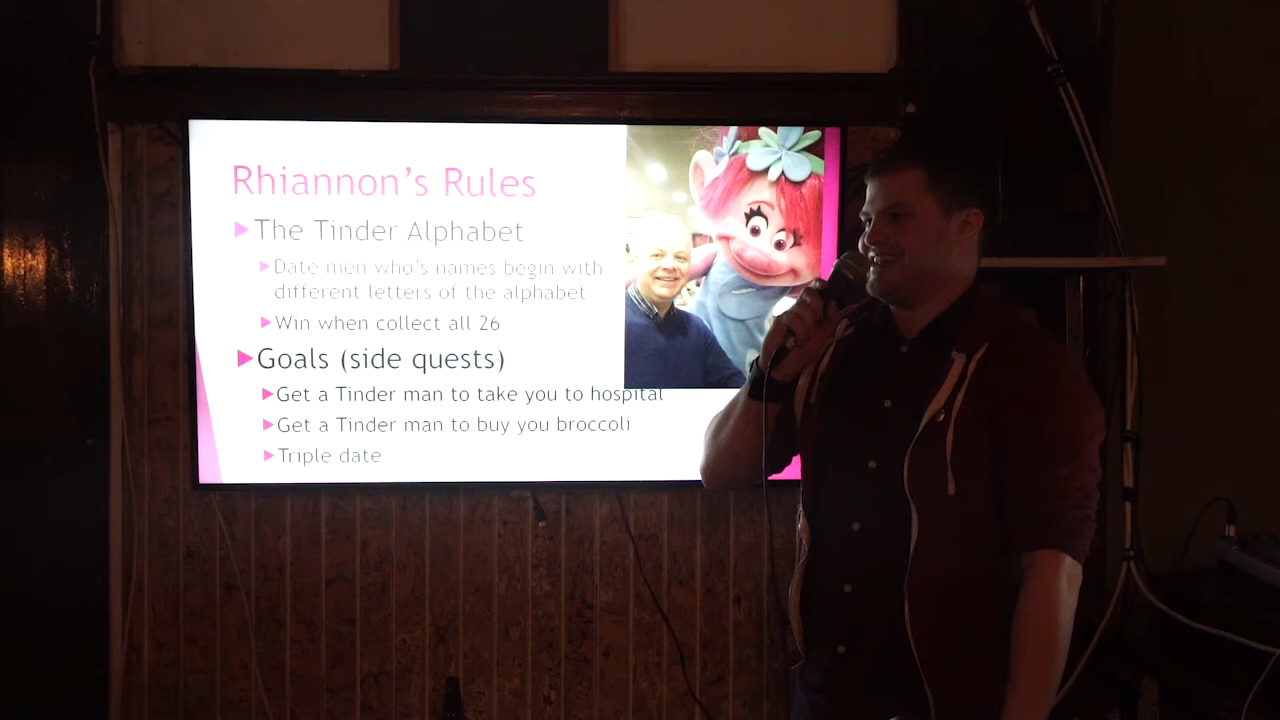 Rhiannon's Rules
The Tinder Alphabet
Date men who's names begin with
different letters of the alphabet
Win when collect all 26
Goals (side quests)
Get a Tinder man to take you to hospital
Get a Tinder man to buy you broccoli
Triple date